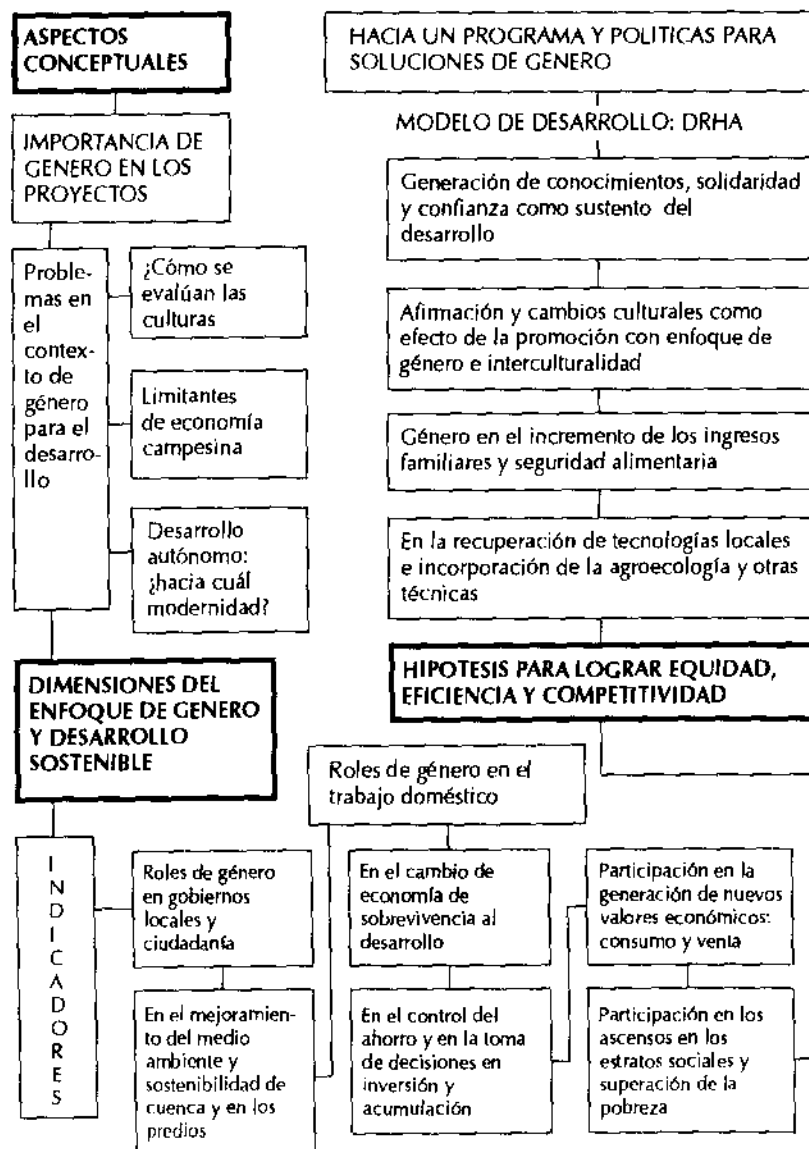 ASPECTOS
CONCEPTUALES
IMPORTANCIA DE
GENERO EN LOS
PROYECTOS
Proble-
mas en
el
contex-
to de
género
para el
desarro-
llo
¿Cómo se
evalúan las
culturas
Limitantes
de economía
campesina
Desarrollo
autónomo:
¿hacia cuál
modernidad?
DIMENSIONES DEL
ENFOQUE DE GENERO
Y DESARROLLO
SOSTENIBLE
HACIA UN PROGRAMA Y POLITICAS PARA
SOLUCIONES DE GENERO
MODELO DE DESARROLLO: DRHA
Generación de conocimientos, solidaridad
y confianza como sustento del
desarrollo
Afirmación y cambios culturales como
efecto de la promoción con enfoque de
género e interculturalidad
Género en el incremento de los ingresos
familiares y seguridad alimentaria
En la recuperación de tecnologías locales
e incorporación de la agroecología y otras
técnicas
HIPOTESIS PARA LOGRAR EQUIDAD,
EFICIENCIA Y COMPETITIVIDAD
INDICADORES
Roles de género
en gobiernos
locales y
ciudadanía
En el mejoramien-
to del medio
ambiente y
sostenibilidad de
cuenca y en los
predios
Roles de género en el
trabajo doméstico
En el cambio de
economía de
sobrevivencia al
desarrollo
En el control del
ahorro y en la toma
de decisiones en
inversión y
acumulación
Participación en la
generación de nuevos
valores económicos:
consumo y venta
Participación en los
ascensos en los
estratos sociales y
superación de la
pobreza